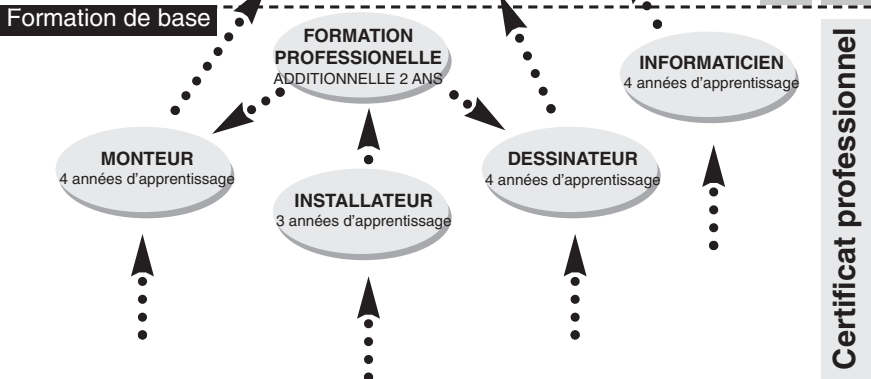 Formation de base
FORMATION
PROFESSIONELLE
ADDITIONNELLE 2 ANS
INFORMATICIEN
4 années d'apprentissage
MONTEUR
4 années d'apprentissage
DESSINATEUR
4 années d'apprentissage
INSTALLATEUR
3 années d'apprentissage
Certificat professionnel